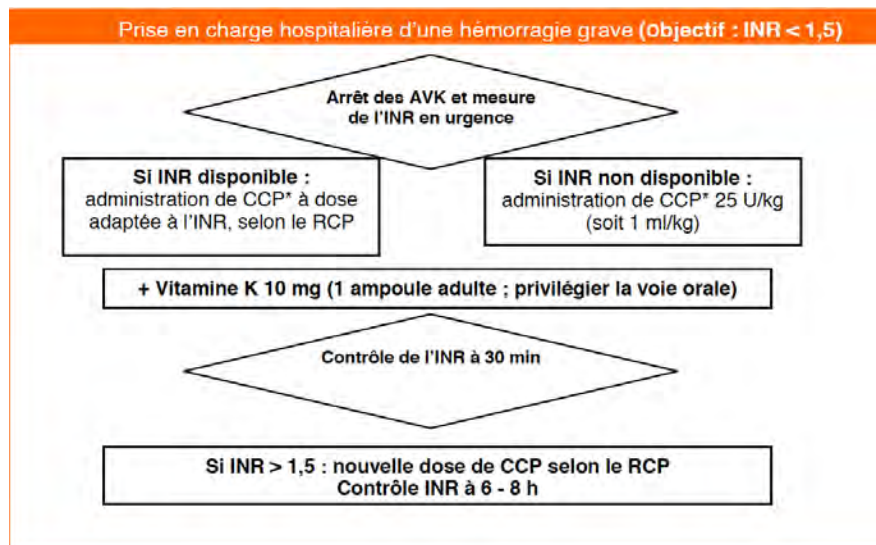 Prise en charge hospitalière d'une hémorragie grave (Objectif : INR < 1,5)
Arrêt des AVK et mesure
de l'INR en urgence
Si INR disponible :
administration de CCP* à dose
adaptée à l'INR, selon le RCP
Si INR non disponible :
administration de CCP* 25 U/kg
(soit 1 ml/kg)
+ Vitamine K 10 mg (1 ampoule adulte ; privilégier la voie orale)
Contrôle de l'INR à 30 min
Si INR > 1,5 : nouvelle dose de CCP selon le RCP
Contrôle INR à 6 - 8 h